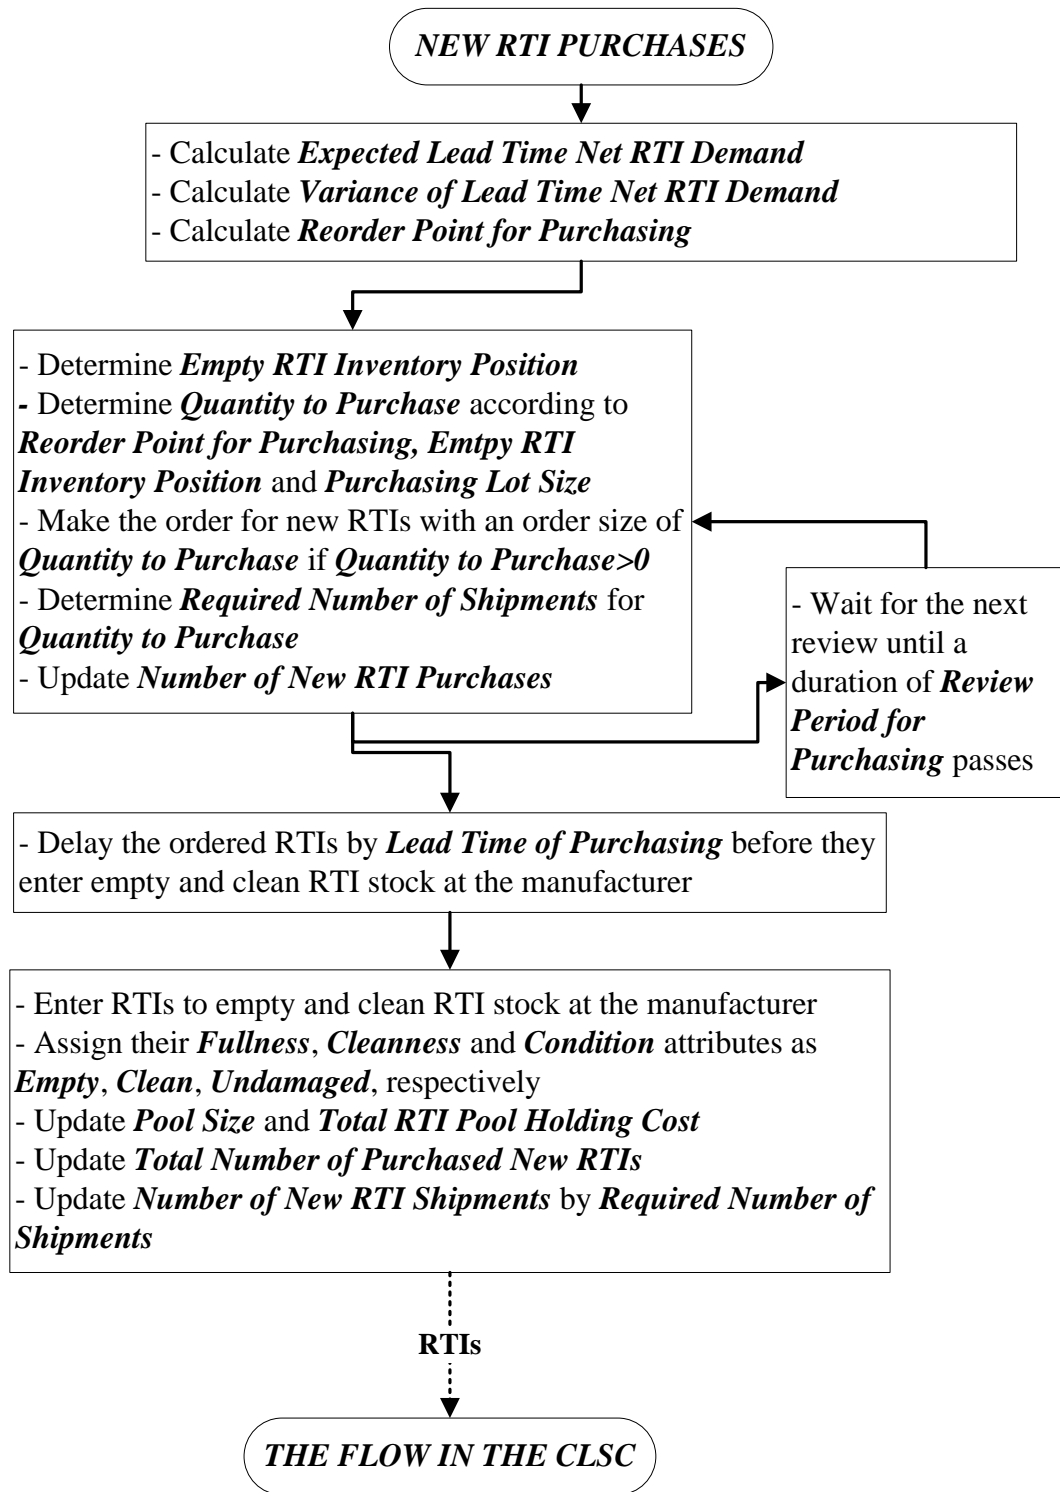 NEW RTI PURCHASES
- Calculate Expected Lead Time Net RTI Demand
- Calculate Variance of Lead Time Net RTI Demand
- Calculate Reorder Point for Purchasing
- Determine Empty RTI Inventory Position
- Determine Quantity to Purchase according to
Reorder Point for Purchasing, Emtpy RTI
Inventory Position and Purchasing Lot Size
- Make the order for new RTIs with an order size of
Quantity to Purchase if Quantity to Purchase>0
- Determine Required Number of Shipments for
Quantity to Purchase
- Update Number of New RTI Purchases
- Wait for the next
review until a
duration of Review
Period for
Purchasing passes
- Delay the ordered RTIs by Lead Time of Purchasing before they
enter empty and clean RTI stock at the manufacturer
- Enter RTIs to empty and clean RTI stock at the manufacturer
- Assign their Fullness, Cleanness and Condition attributes as
Empty, Clean, Undamaged, respectively
- Update Pool Size and Total RTI Pool Holding Cost
- Update Total Number of Purchased New RTIs
- Update Number of New RTI Shipments by Required Number of
Shipments
RTIs
THE FLOW IN THE CLSC